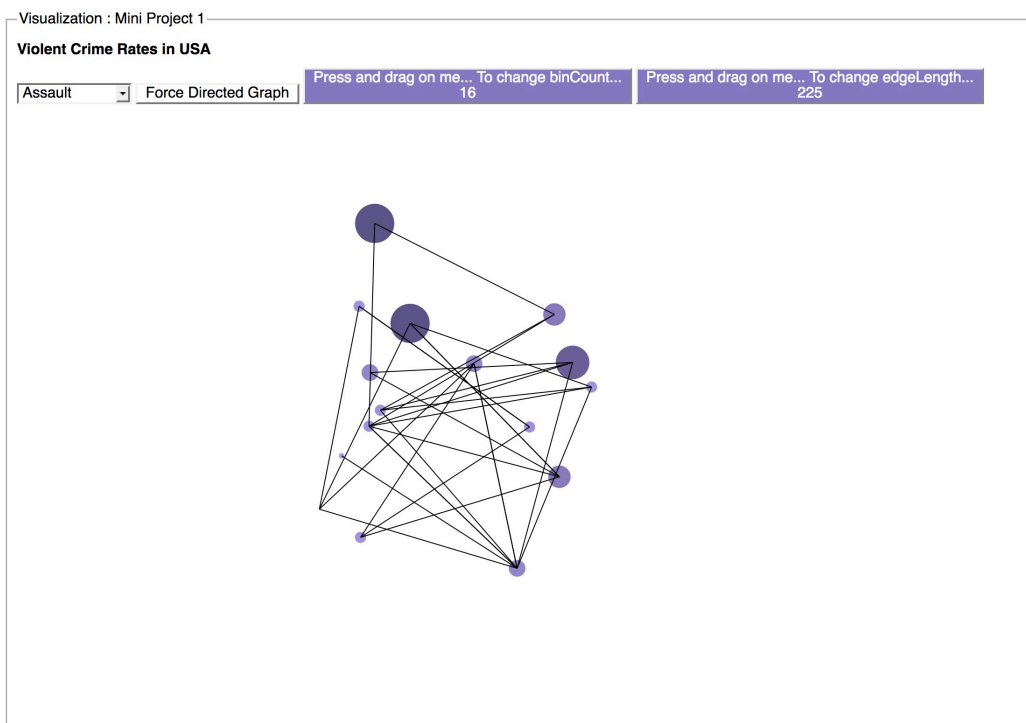 Visualization : Mini Project 1
Violent Crime Rates in USA
Assault
Force Directed Graph
Press and drag on me... To change binCount...
16
Press and drag on me... To change edgeLength...
225